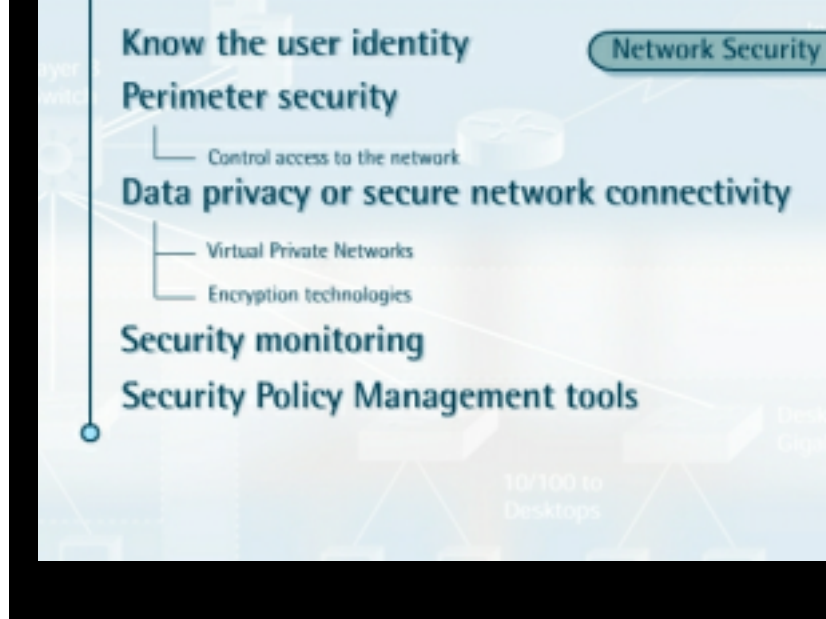 Know the user identity
Network Security
Perimeter security
Control access to the network
Data privacy or secure network connectivity
Virtual Private Networks
Encryption technologies
Security monitoring
Security Policy Management tools
10/100 to
Desktops